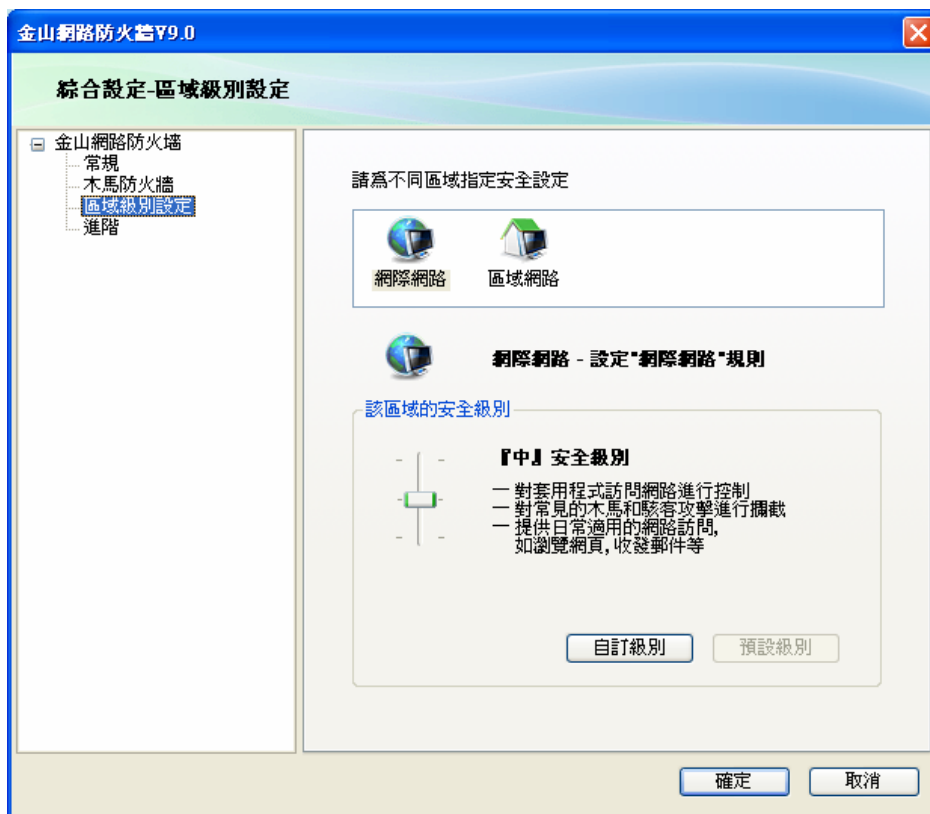 金山網路防火牆V9.0
綜合設定-區域級別設定
金山網路防火墻
常規
木馬防火牆
區域級別設定
進階
請爲不同區域指定安全設定
網際網路
區域網路
網際網路 - 設定"網際網路"規則
該區域的安全級別
『中』安全級別
一 對套用程式訪問網路進行控制
一 對常見的木馬和駭客攻擊進行攔截
一 提供日常適用的網路訪問,
如瀏覽網頁,收發郵件等
自訂級別
預設級別
確定
取消